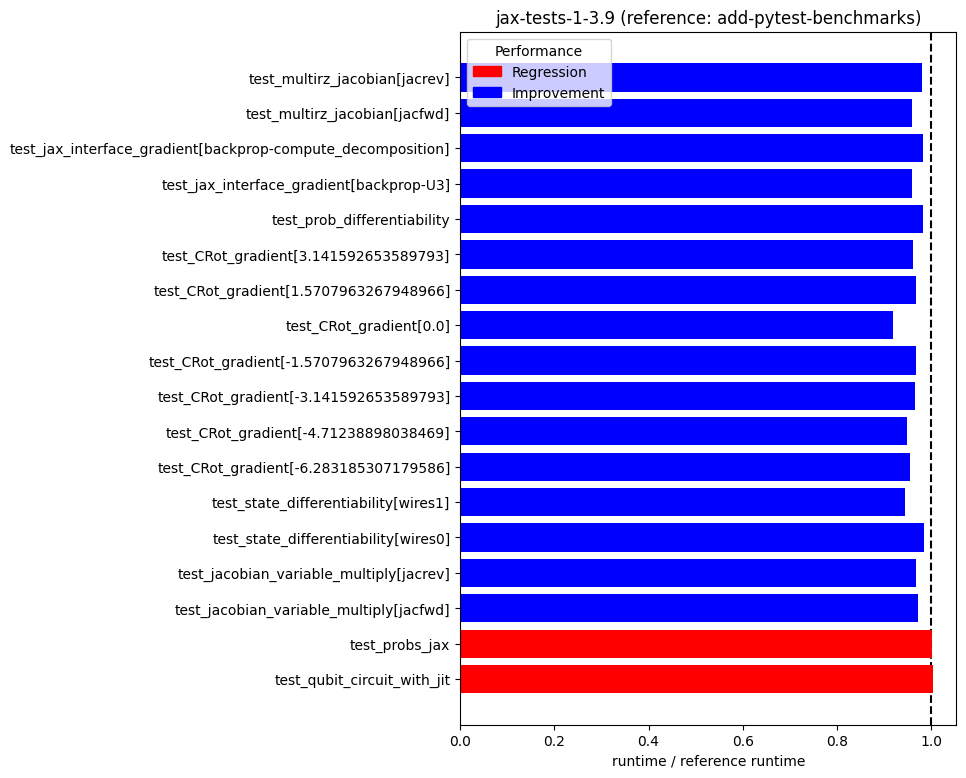 jax-tests-1-3.9 (reference: add-pytest-benchmarks)
Performance
Regression
Improvement
test_multirz_jacobian[jacrev]
test_multirz_jacobian[jacfwd]
test_jax_interface_gradient[backprop-compute_decomposition]
test_jax_interface_gradient[backprop-U3]
test_prob_differentiability
test_CRot_gradient[3.141592653589793]
test_CRot_gradient[1.5707963267948966]
test_CRot_gradient[0.0]
test_CRot_gradient[-1.5707963267948966]
test_CRot_gradient[-3.141592653589793]
test_CRot_gradient[-4.71238898038469]
test_CRot_gradient[-6.283185307179586]
test_state_differentiability[wires1]
test_state_differentiability[wires0]
test_jacobian_variable_multiply[jacrev]
test_jacobian_variable_multiply[jacfwd]
test_probs_jax
test_qubit_circuit_with_jit
0.0 0.2 0.4 0.6 0.8 1.0
runtime / reference runtime